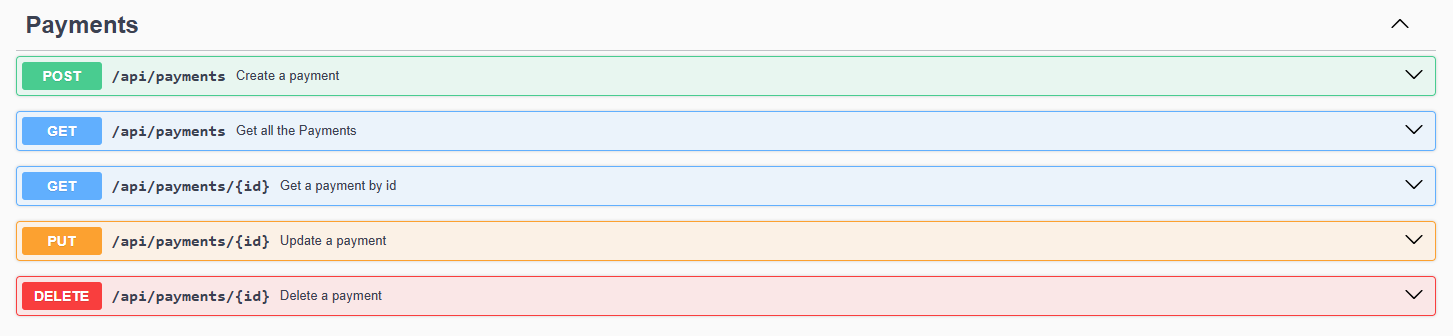 Payments
POST /api/payments Create a payment
GET /api/payments Get all the Payments
GET /api/payments/{id} Get a payment by id
PUT /api/payments/{id} Update a payment
DELETE /api/payments/{id} Delete a payment